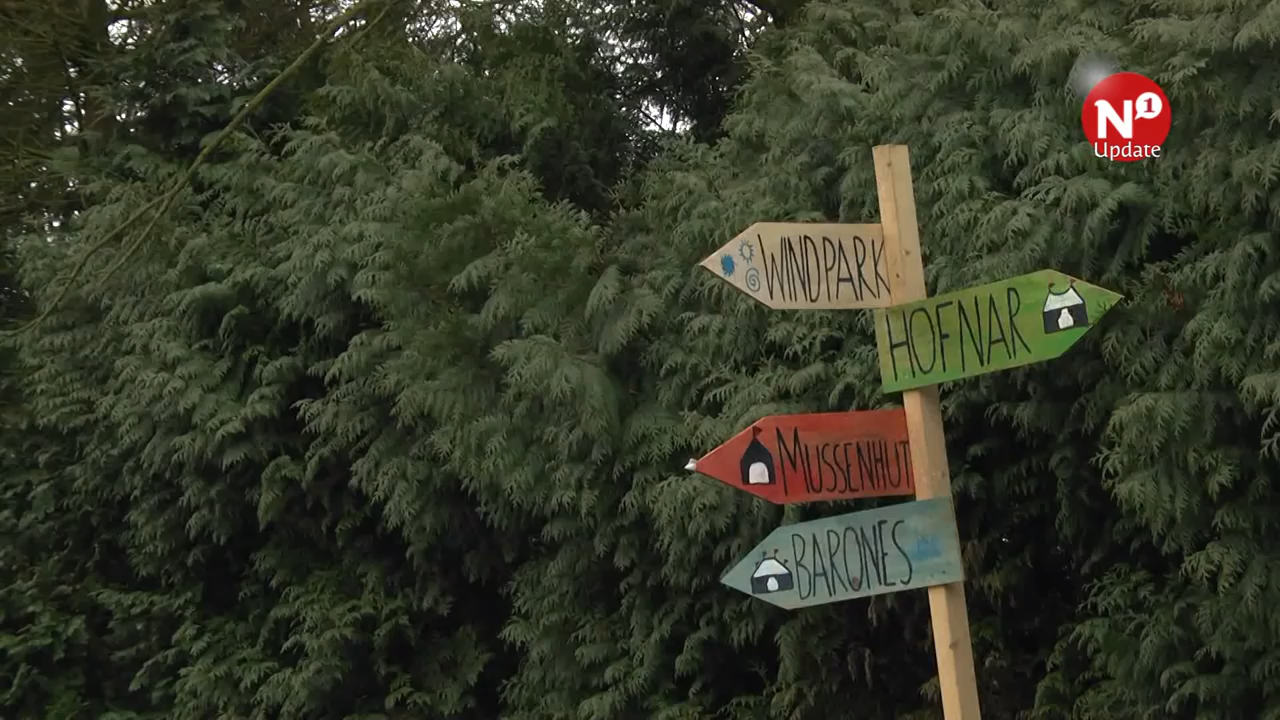 N1
Update
WINDPARK
HOFNAR
MUSSENHUT
BARONES